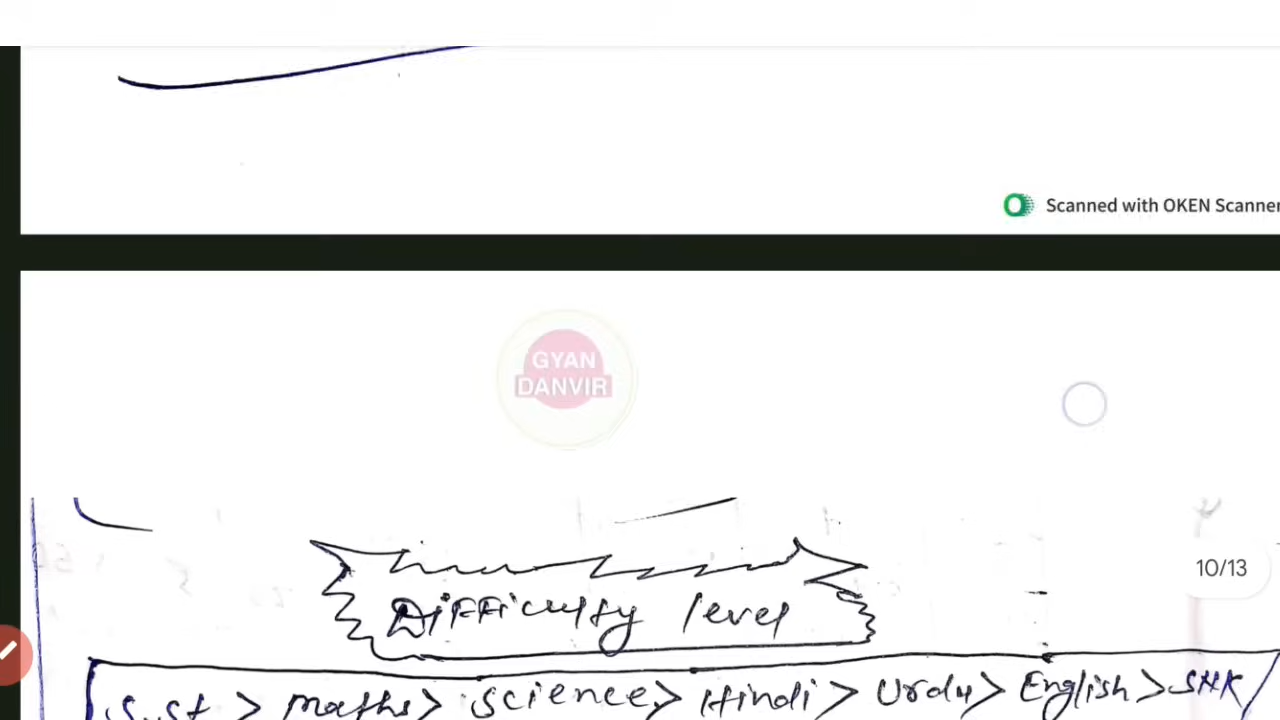 Scanned with OKEN Scanner
GYAN
DANVIR
10/13
Difficulty level
S.St > Maths > Science > Hindi > Urdu > English > SHK